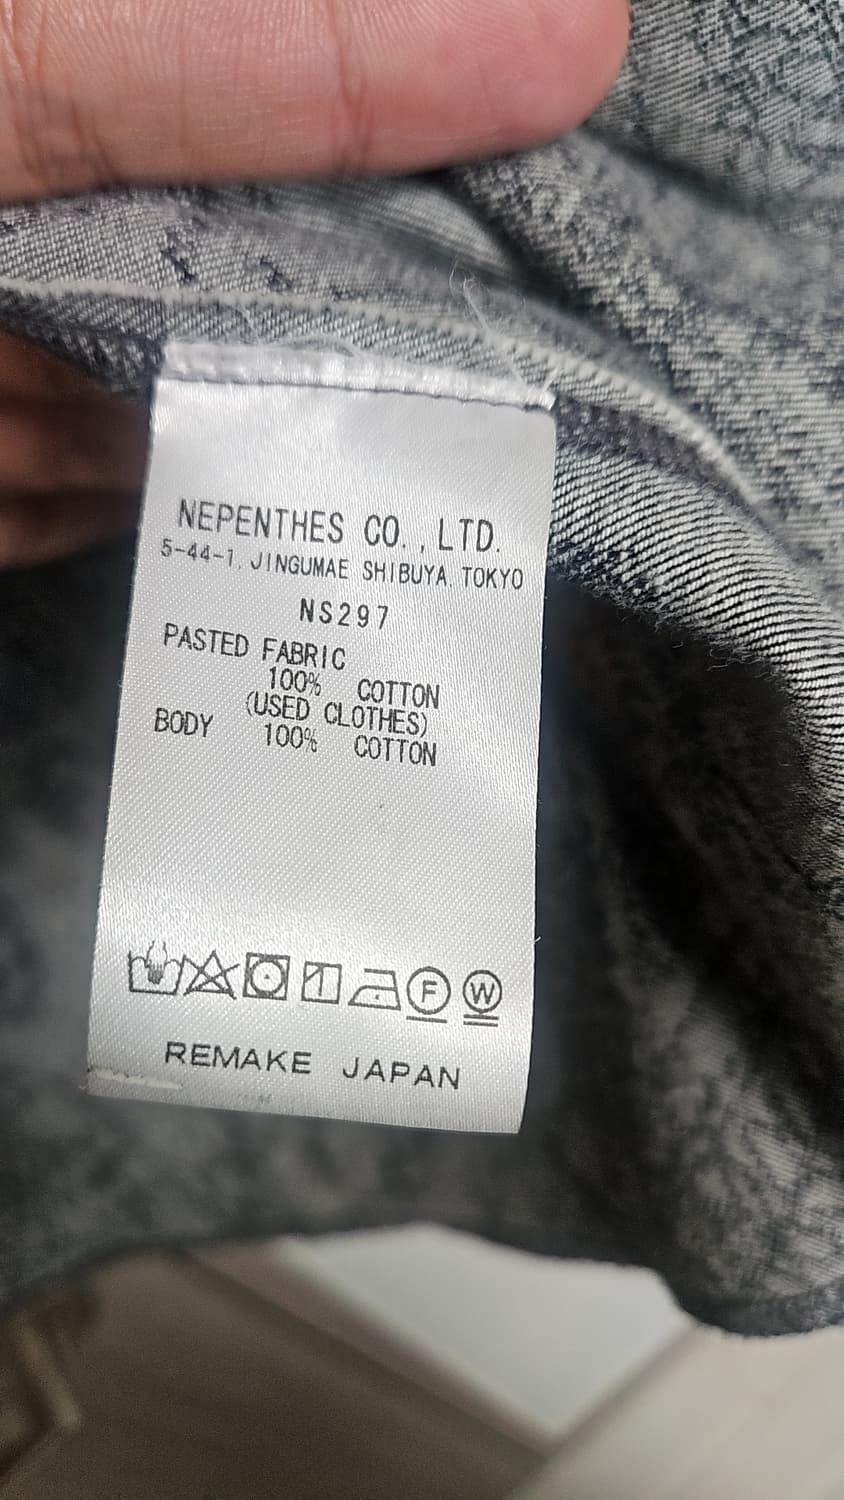 NEPENTHES CO., LTD.
5-44-1, JINGUMAE SHIBUYA, TOKYO
NS297
PASTED FABRIC
100% COTTON
(USED CLOTHES)
BODY 100% COTTON
F W
REMAKE JAPAN